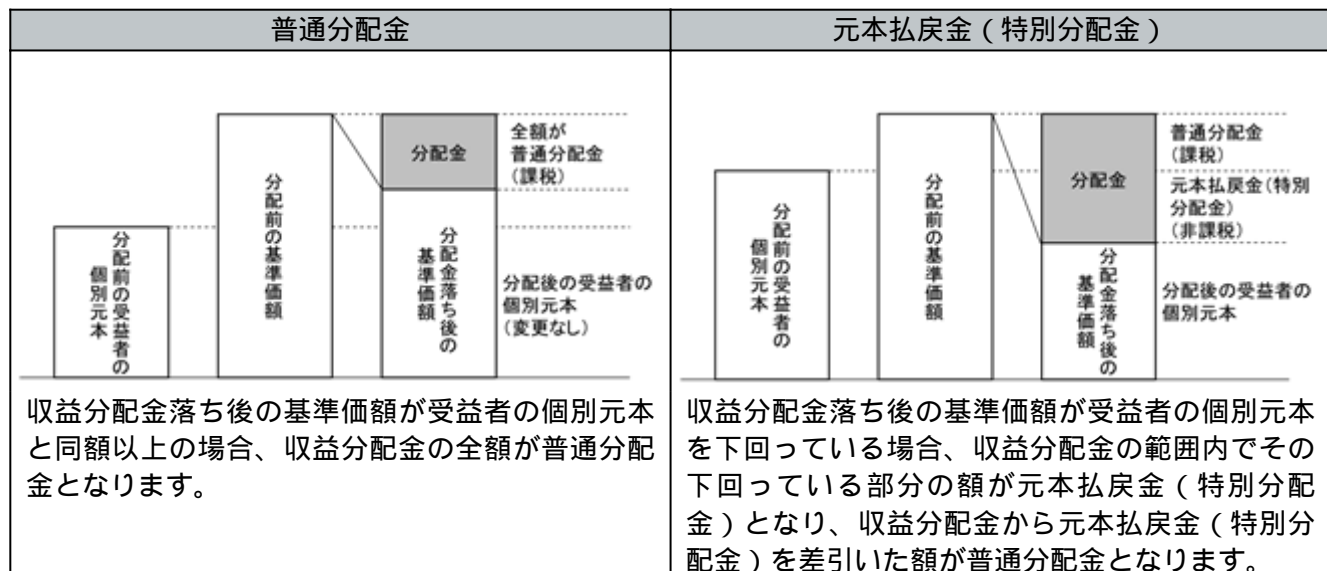 普通分配金
分配前の受益者の
個別元本
分配前の基準価額
分配金
分配金落ち後の
基準価額
全額が
普通分配金
(課税)
分配後の受益者の
個別元本
(変更なし)
収益分配金落ち後の基準価額が受益者の個別元本
と同額以上の場合、収益分配金の全額が普通分配
金となります。
元本払戻金(特別分配金)
分配前の受益者の
個別元本
分配前の基準価額
分配金
分配金落ち後の
基準価額
普通分配金
(課税)
元本払戻金(特別
分配金)
(非課税)
分配後の受益者の
個別元本
収益分配金落ち後の基準価額が受益者の個別元本
を下回っている場合、収益分配金の範囲内でその
下回っている部分の額が元本払戻金(特別分配
金)となり、収益分配金から元本払戻金(特別分
配金)を差引いた額が普通分配金となります。